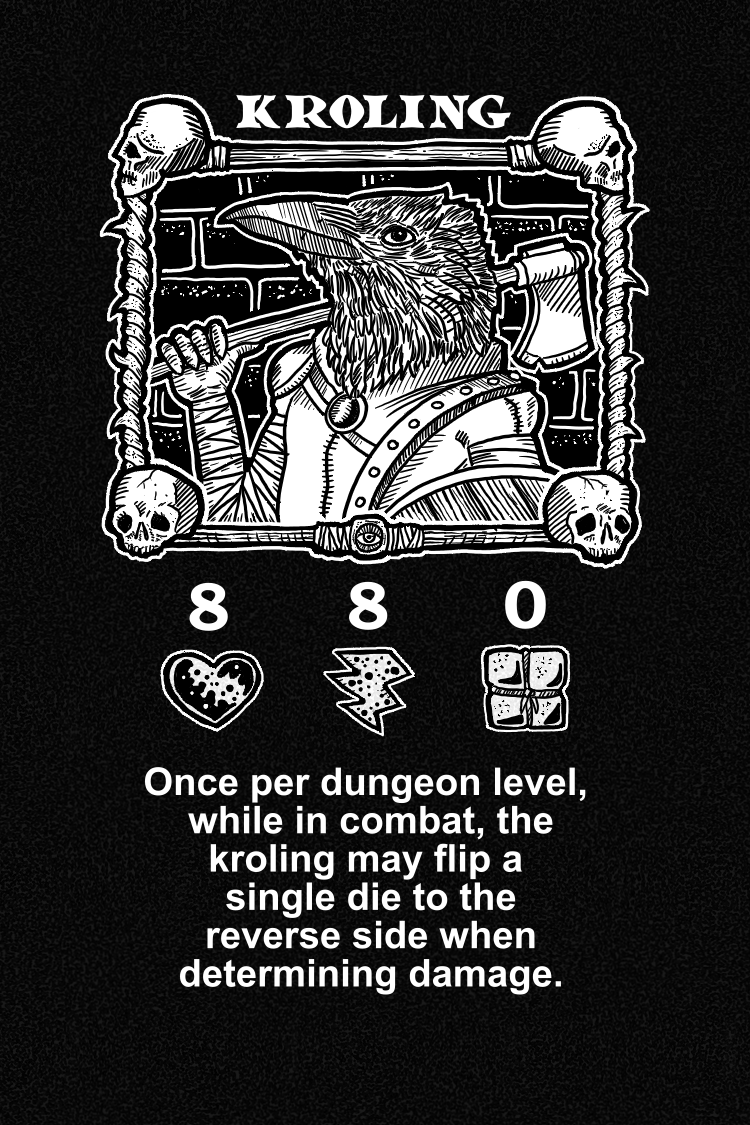 KROLING
8 8 0
Once per dungeon level,
while in combat, the
kroling may flip a
single die to the
reverse side when
determining damage.